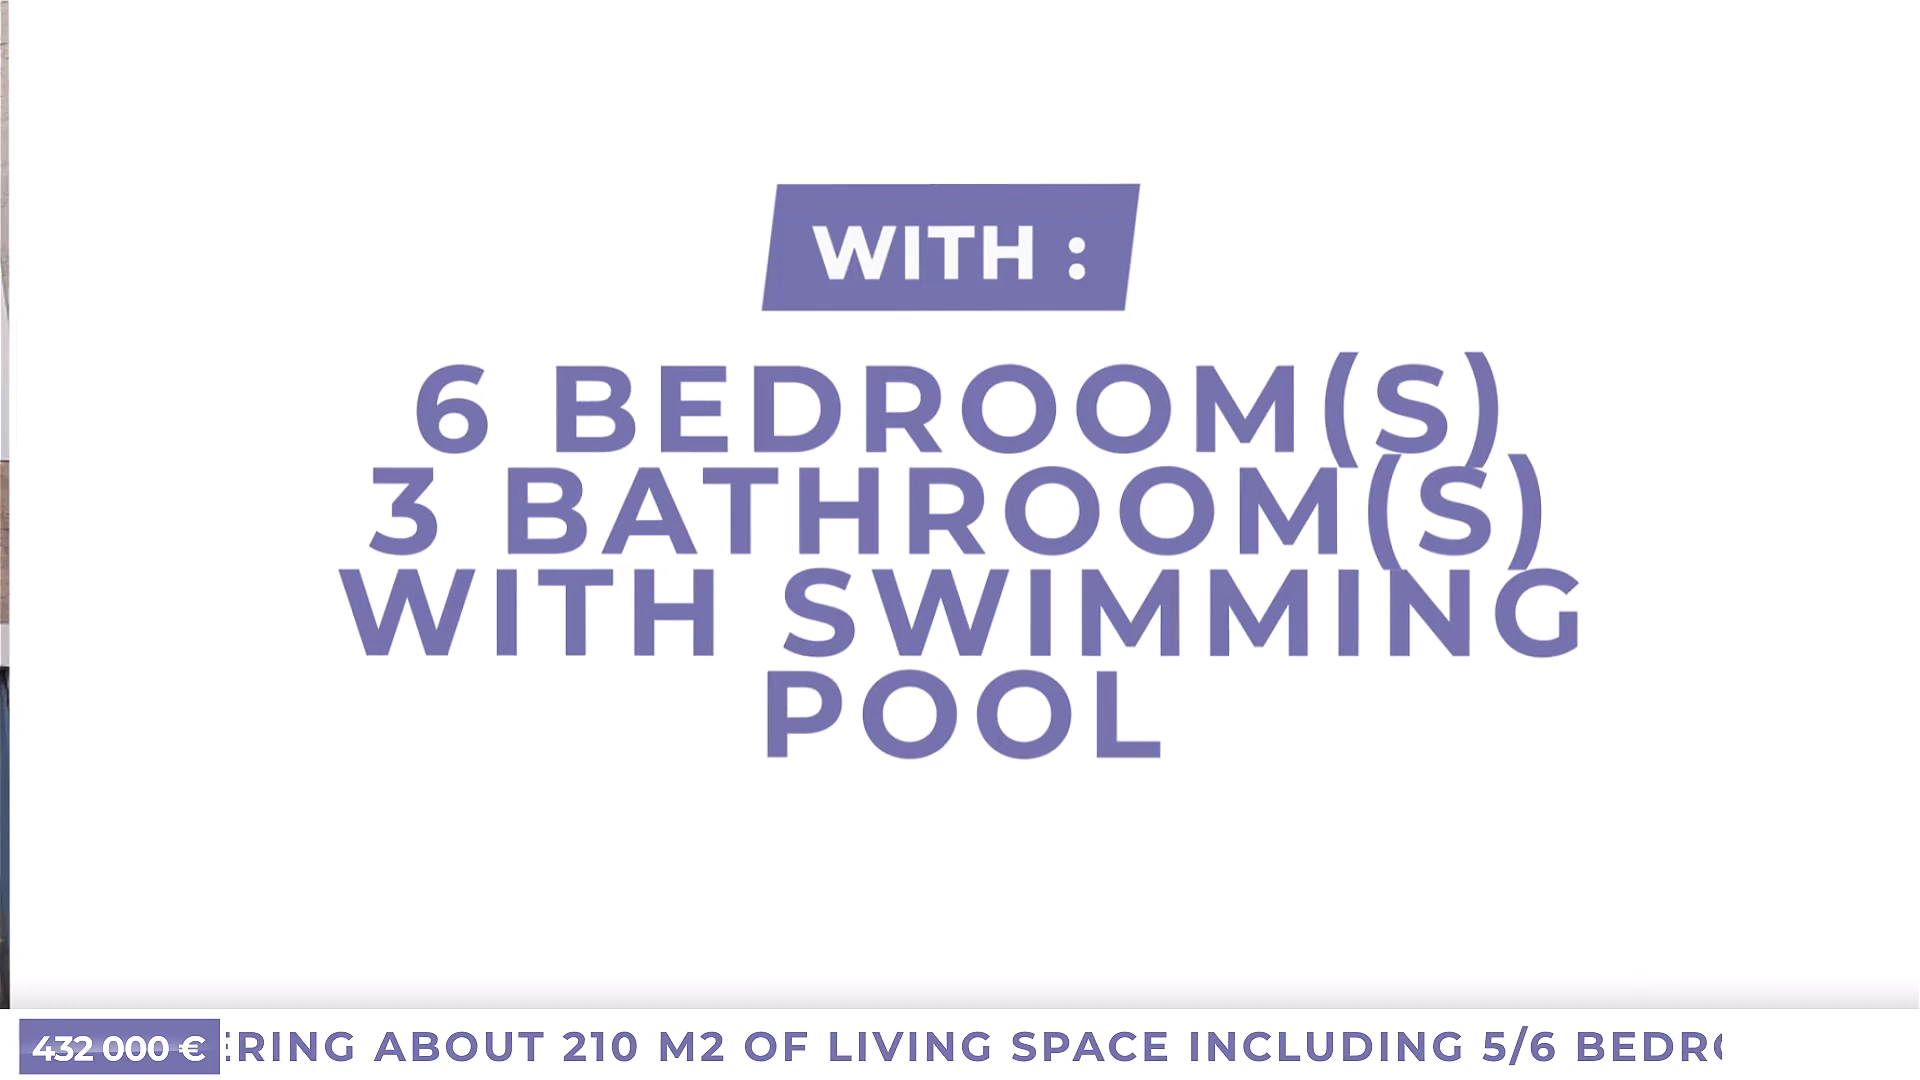 WITH :
6 BEDROOM(S)
3 BATHROOM(S)
WITH SWIMMING
POOL
432 000 €
ABOUT 210 M2 OF LIVING SPACE INCLUDING 5/6